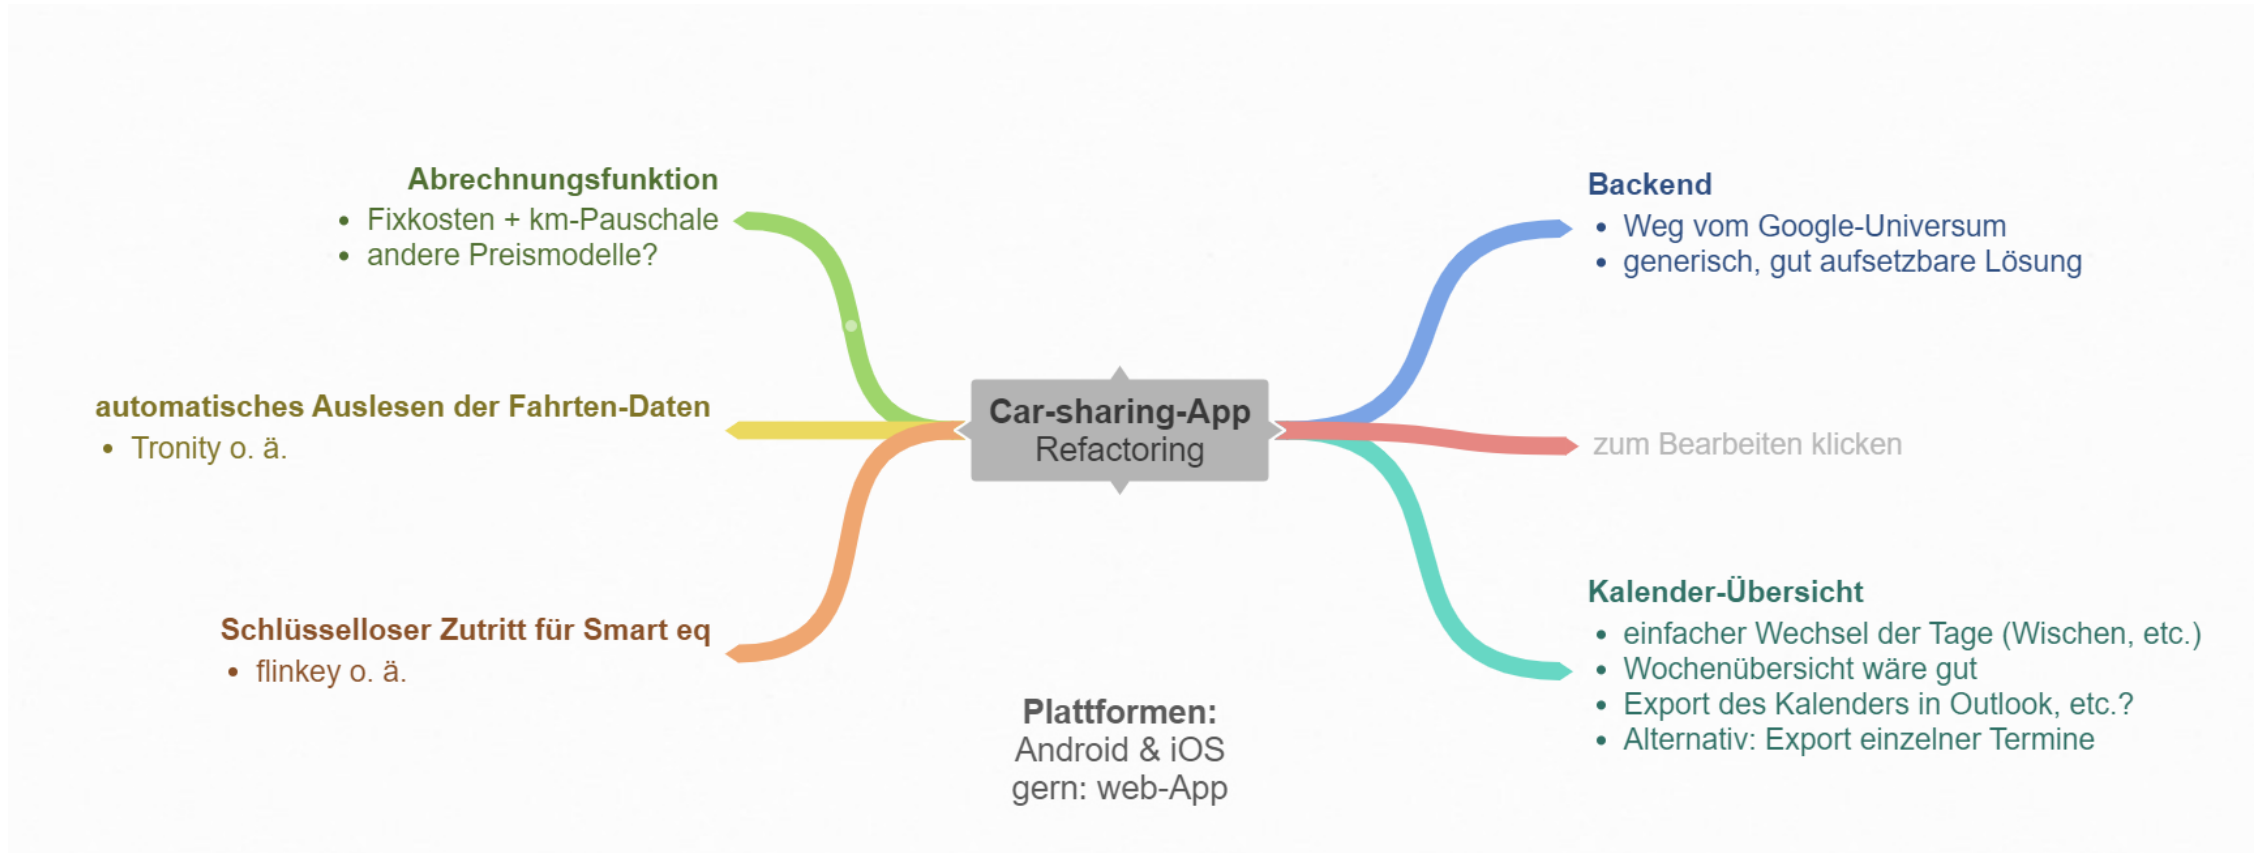 Abrechnungsfunktion
• Fixkosten + km-Pauschale
• andere Preismodelle?
automatisches Auslesen der Fahrten-Daten
• Tronity o. ä.
Schlüsselloser Zutritt für Smart eq
• flinkey o. ä.
Car-sharing-App
Refactoring
Plattformen:
Android & iOS
gern: web-App
Backend
• Weg vom Google-Universum
• generisch, gut aufsetzbare Lösung
zum Bearbeiten klicken
Kalender-Übersicht
• einfacher Wechsel der Tage (Wischen, etc.)
• Wochenübersicht wäre gut
• Export des Kalenders in Outlook, etc.?
• Alternativ: Export einzelner Termine